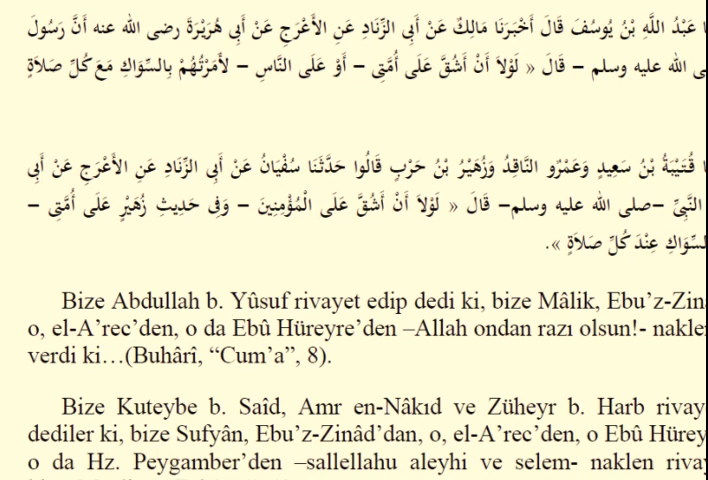 عَبْدُ اللَّهِ بْنُ يُوسُفَ قَالَ أَخْبَرَنَا مَالِكٌ عَنْ أَبِى الزِّنَادِ عَنِ الأَعْرَجِ عَنْ أَبِى هُرَيْرَةَ رضى الله عنه أَنَّ رَسُولَ
الله عليه وسلم – قَالَ « لَوْلاَ أَنْ أَشُقَّ عَلَى أُمَّتِى – أَوْ عَلَى النَّاسِ – لأَمَرْتُهُمْ بِالسِّوَاكِ مَعَ كُلِّ صَلاَةٍ
قُتَيْبَةُ بْنُ سَعِيدٍ وَعَمْرٌو النَّاقِدُ وَزُهَيْرُ بْنُ حَرْبٍ قَالُوا حَدَّثَنَا سُفْيَانُ عَنْ أَبِى الزِّنَادِ عَنِ الأَعْرَجِ عَنْ أَبِى
النَّبِىِّ –صلى الله عليه وسلم– قَالَ « لَوْلاَ أَنْ أَشُقَّ عَلَى الْمُؤْمِنِينَ – وَفِى حَدِيثِ زُهَيْرٍ عَلَى أُمَّتِى –
السِّوَاكِ عِنْدَ كُلِّ صَلاَةٍ ».
Bize Abdullah b. Yûsuf rivayet edip dedi ki, bize Mâlik, Ebu’z-Zin
o, el-A’rec’den, o da Ebû Hüreyre’den –Allah ondan razı olsun!- nakle
verdi ki…(Buhârî, “Cum’a”, 8).
Bize Kuteybe b. Saîd, Amr en-Nâkıd ve Züheyr b. Harb rivay
dediler ki, bize Sufyân, Ebu’z-Zinâd’dan, o, el-A’rec’den, o Ebû Hürey
o da Hz. Peygamber’den –sallellahu aleyhi ve selem- naklen riva